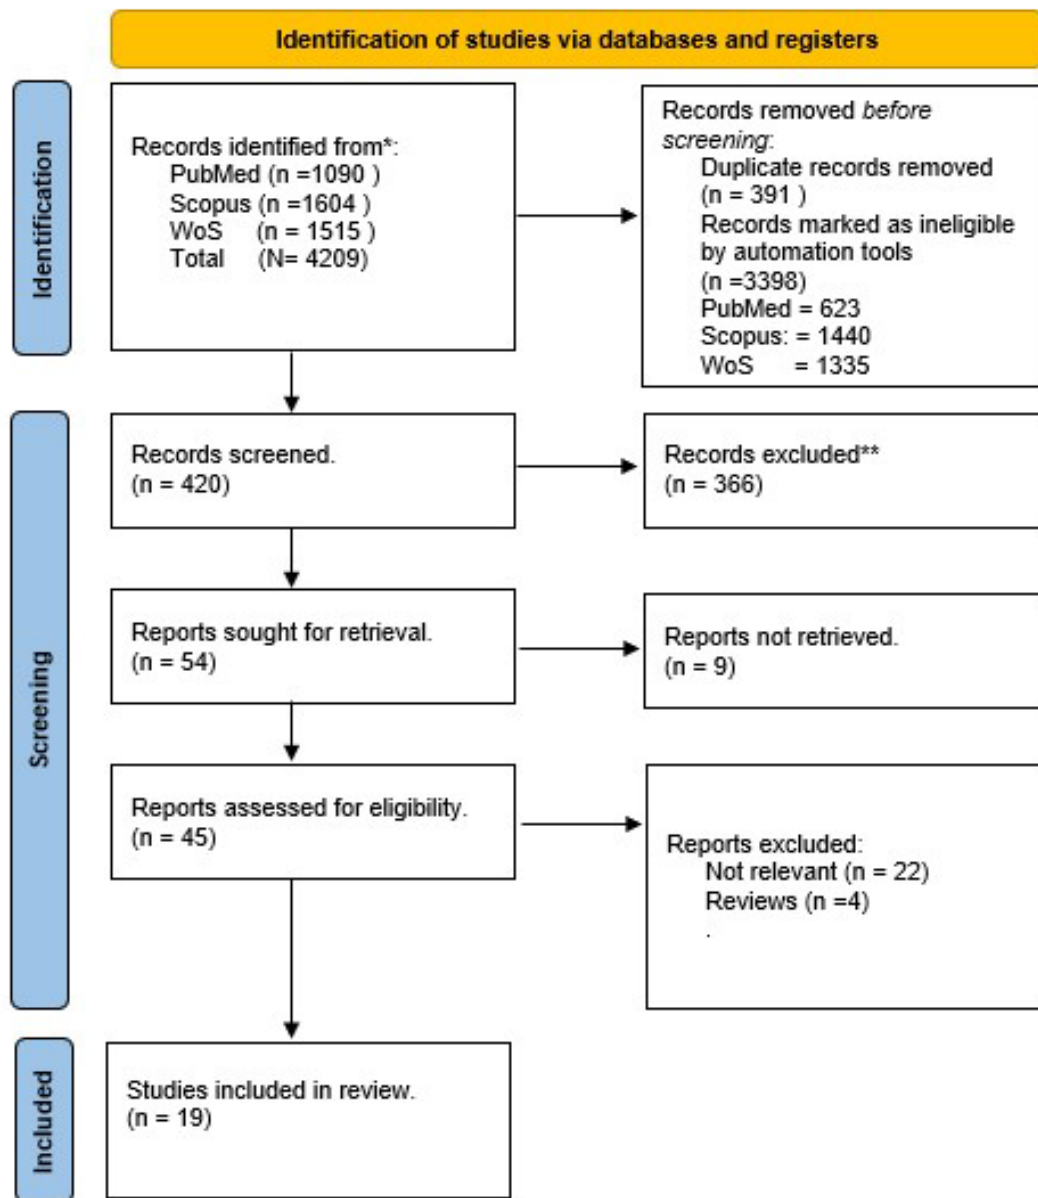 Identification of studies via databases and registers
Identification
Records identified from*:
PubMed (n =1090 )
Scopus (n =1604 )
WoS (n = 1515 )
Total (N= 4209)
Records removed before
screening:
Duplicate records removed
(n = 391 )
Records marked as ineligible
by automation tools
(n =3398)
PubMed = 623
Scopus: = 1440
WoS = 1335
Screening
Records screened.
(n = 420)
Records excluded**
(n = 366)
Reports sought for retrieval.
(n = 54)
Reports not retrieved.
(n = 9)
Reports assessed for eligibility.
(n = 45)
Reports excluded:
Not relevant (n = 22)
Reviews (n =4)
.
Included
Studies included in review.
(n = 19)